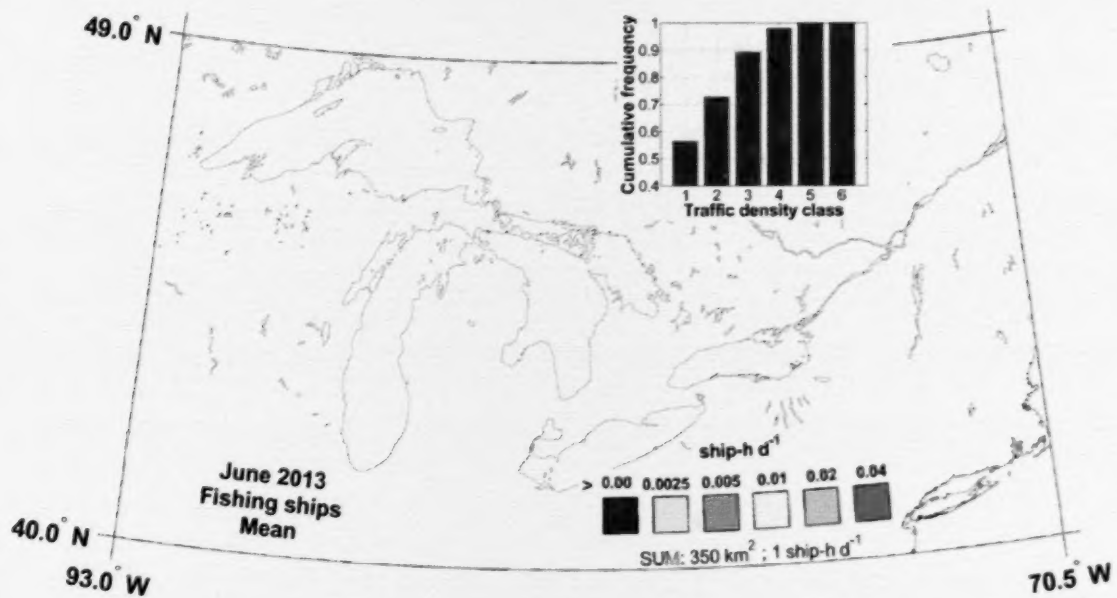 49.0° N
Cumulative frequency
1
0.9
0.8
0.7
0.6
0.5
0.4
1 2 3 4 5 6
Traffic density class
June 2013
Fishing ships
Mean
ship-h d⁻¹
> 0.00 0.0025 0.005 0.01 0.02 0.04
SUM: 350 km² ; 1 ship-h d⁻¹
40.0° N
93.0° W
70.5° W